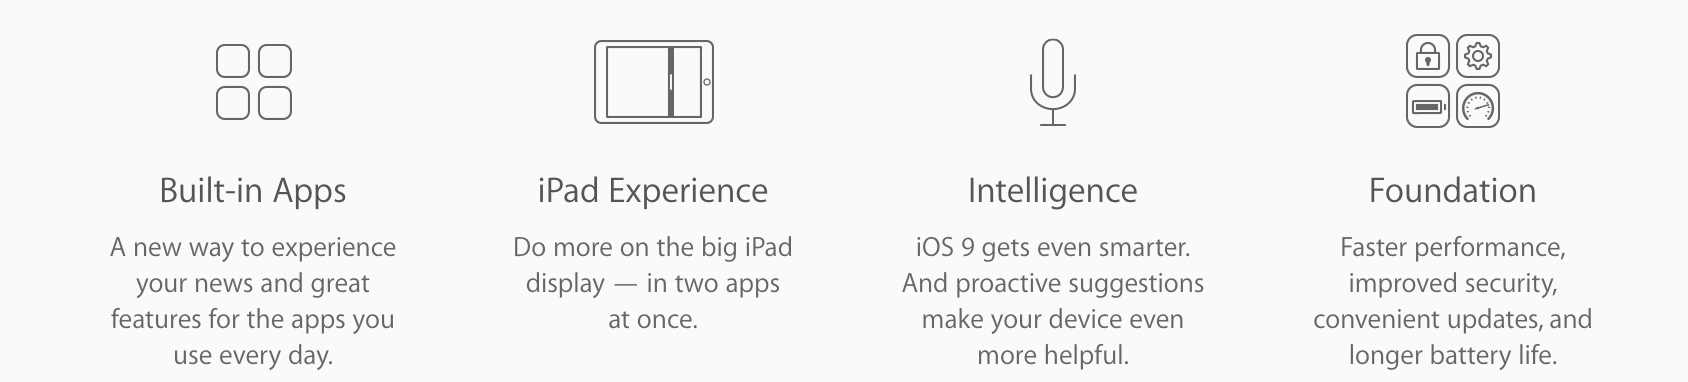 Built-in Apps
A new way to experience
your news and great
features for the apps you
use every day.
iPad Experience
Do more on the big iPad
display — in two apps
at once.
Intelligence
iOS 9 gets even smarter.
And proactive suggestions
make your device even
more helpful.
Foundation
Faster performance,
improved security,
convenient updates, and
longer battery life.